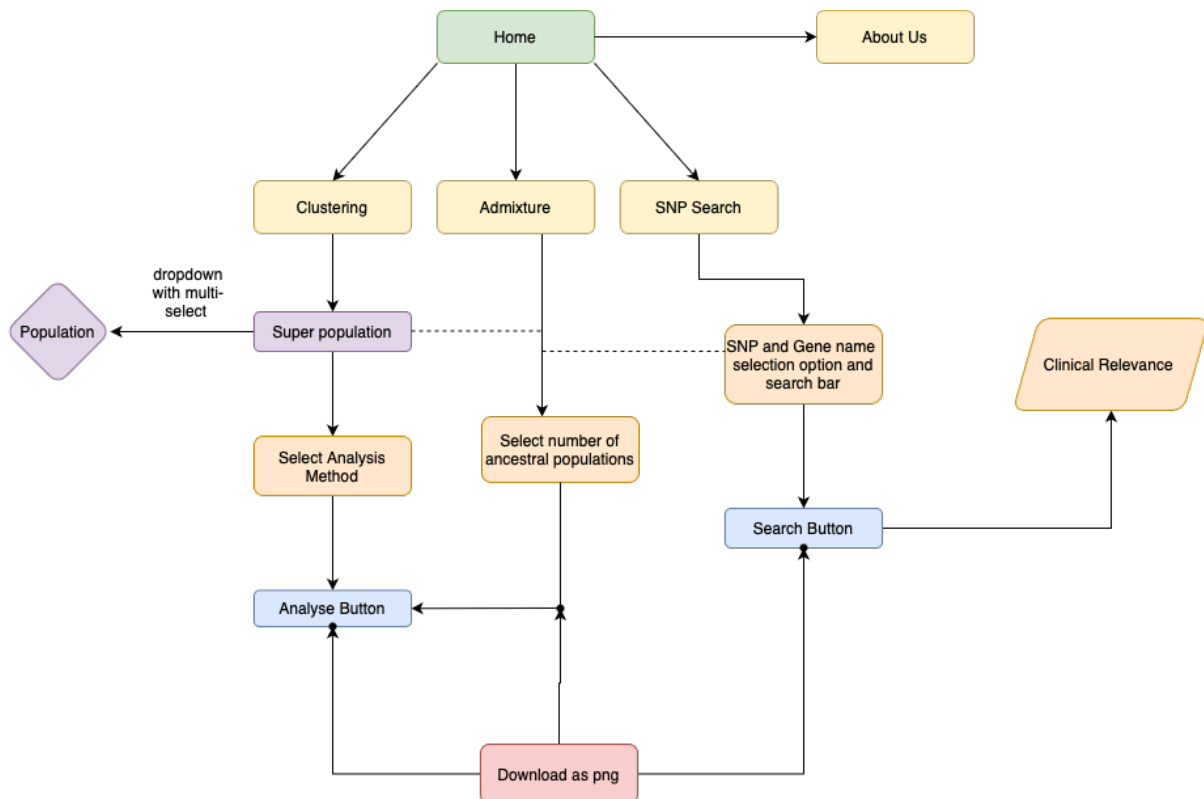 Home
About Us
Clustering
Admixture
SNP Search
dropdown
with multi-
select
Population
Super population
SNP and Gene name
selection option and
search bar
Clinical Relevance
Select Analysis
Method
Select number of
ancestral populations
Search Button
Analyse Button
Download as png